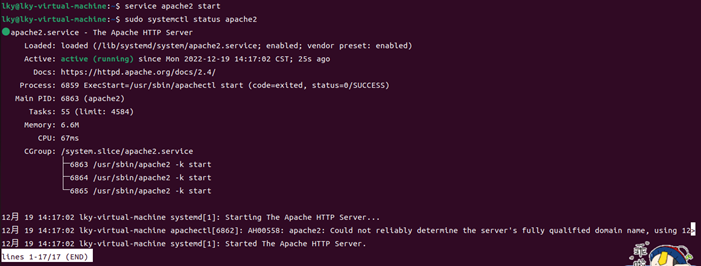 lky@lky-virtual-machine:~$ service apache2 start
lky@lky-virtual-machine:~$ sudo systemctl status apache2
apache2.service - The Apache HTTP Server
Loaded: loaded (/lib/systemd/system/apache2.service; enabled; vendor preset: enabled)
Active: active (running) since Mon 2022-12-19 14:17:02 CST; 25s ago
Docs: https://httpd.apache.org/docs/2.4/
Process: 6859 ExecStart=/usr/sbin/apachectl start (code=exited, status=0/SUCCESS)
Main PID: 6863 (apache2)
Tasks: 55 (limit: 4584)
Memory: 6.6M
CPU: 67ms
CGroup: /system.slice/apache2.service
├─6863 /usr/sbin/apache2 -k start
├─6864 /usr/sbin/apache2 -k start
└─6865 /usr/sbin/apache2 -k start
12月 19 14:17:02 lky-virtual-machine systemd[1]: Starting The Apache HTTP Server...
12月 19 14:17:02 lky-virtual-machine apachectl[6862]: AH00558: apache2: Could not reliably determine the server's fully qualified domain name, using 12>
12月 19 14:17:02 lky-virtual-machine systemd[1]: Started The Apache HTTP Server.
lines 1-17/17 (END)